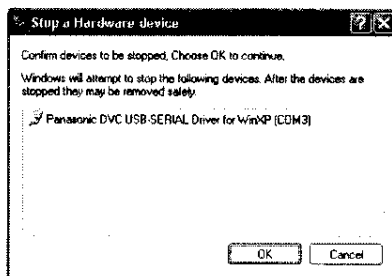 Stop a Hardware device
Confirm devices to be stopped, Choose OK to continue.
Windows will attempt to stop the following devices. After the devices are
stopped they may be removed safely.
Panasonic DVC USB-SERIAL Driver for WinXP (COM3)
OK Cancel